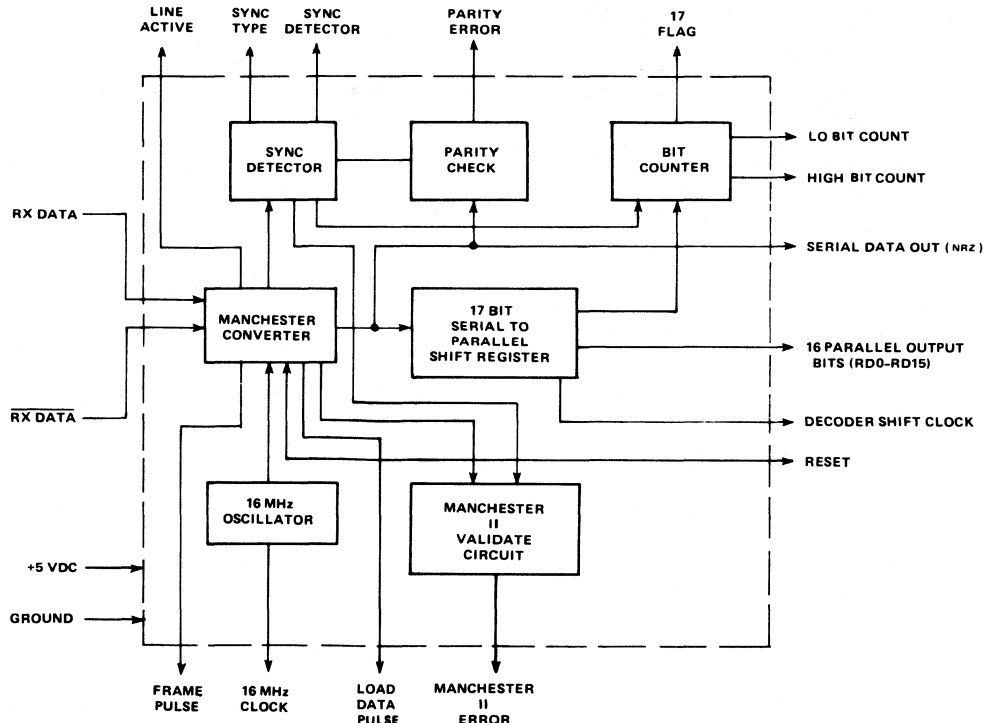 LINE
ACTIVE
SYNC
TYPE
SYNC
DETECTOR
PARITY
ERROR
17
FLAG
SYNC
DETECTOR
PARITY
CHECK
BIT
COUNTER
LO BIT COUNT
HIGH BIT COUNT
RX DATA
SERIAL DATA OUT (NRZ)
MANCHESTER
CONVERTER
17 BIT
SERIAL TO
PARALLEL
SHIFT REGISTER
16 PARALLEL OUTPUT
BITS (RD0–RD15)
RX DATA
DECODER SHIFT CLOCK
RESET
16 MHz
OSCILLATOR
MANCHESTER
II
VALIDATE
CIRCUIT
+5 VDC
GROUND
FRAME
PULSE
16 MHz
CLOCK
LOAD
DATA
PULSE
MANCHESTER
II
ERROR